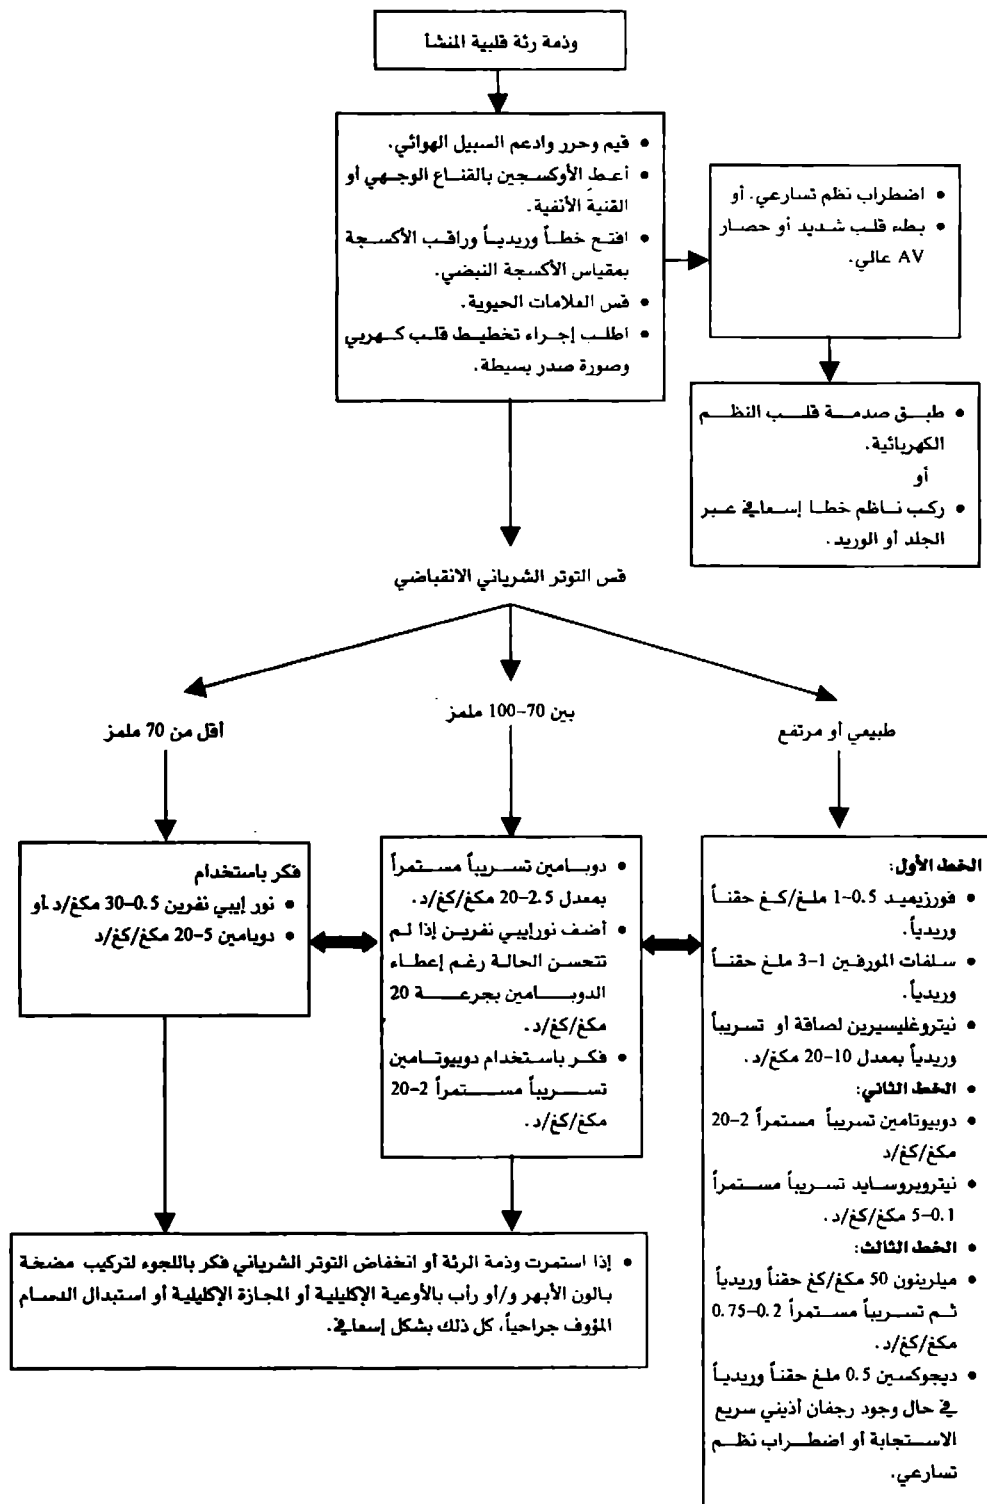 وذمة رئة قلبية المنشأ
• قيم وحرر وادعم السبيل الهوائي.
• أعط الأوكسجين بالقناع الوجهي أو
القنية الأنفية.
• افتح خطاً وريدياً وراقب الأكسجة
بمقياس الأكسجة النبضي.
• قس العلامات الحيوية.
• اطلب إجراء تخطيط قلب كهربي
وصورة صدر بسيطة.
• اضطراب نظم تسارعي. أو
• بطء قلب شديد أو حصار
AV عالي.
• طبق صدمة قلب النظم
الكهربائية.
أو
• ركب ناظم خطا إسعافي عبر
الجلد أو الوريد.
قس التوتر الشرياني الانقباضي
أقل من 70 ملمز
بين 70–100 ملمز
طبيعي أو مرتفع
فكر باستخدام
• نور إيبي نفرين 0.5–30 مكغ/د.أو
• دوبامين 5–20 مكغ/كغ/د
• دوبامين تسريباً مستمراً
بمعدل 2.5–20 مكغ/كغ/د.
• أضف نورإيبي نفرين إذا لم
تتحسن الحالة رغم إعطاء
الدوبامين بجرعة 20
مكغ/كغ/د.
• فكر باستخدام دوبيوتامين
تسريباً مستمراً 2–20
مكغ/كغ/د.
الخط الأول:
• فورزيميد 0.5–1 ملغ/كغ حقناً
وريدياً.
• سلفات المورفين 1–3 ملغ حقناً
وريدياً.
• نيتروغليسيرين لصاقة أو تسريباً
وريدياً بمعدل 10–20 مكغ/د.
• الخط الثاني:
• دوبيوتامين تسريباً مستمراً 2–20
مكغ/كغ/د
• نيتروبروسايد تسريباً مستمراً
0.1–5 مكغ/كغ/د.
• الخط الثالث:
• ميلرينون 50 مكغ/كغ حقناً وريدياً
ثم تسريباً مستمراً 0.2–0.75
مكغ/كغ/د.
• ديجوكسين 0.5 ملغ حقناً وريدياً
في حال وجود رجفان أذيني سريع
الاستجابة أو اضطراب نظم
تسارعي.
• إذا استمرت وذمة الرئة أو انخفاض التوتر الشرياني فكر باللجوء لتركيب مضخة
بالون الأبهر و/أو رأب بالأوعية الإكليلية أو المجازة الإكليلية أو استبدال الدسام
المؤوف جراحياً، كل ذلك بشكل إسعافي.